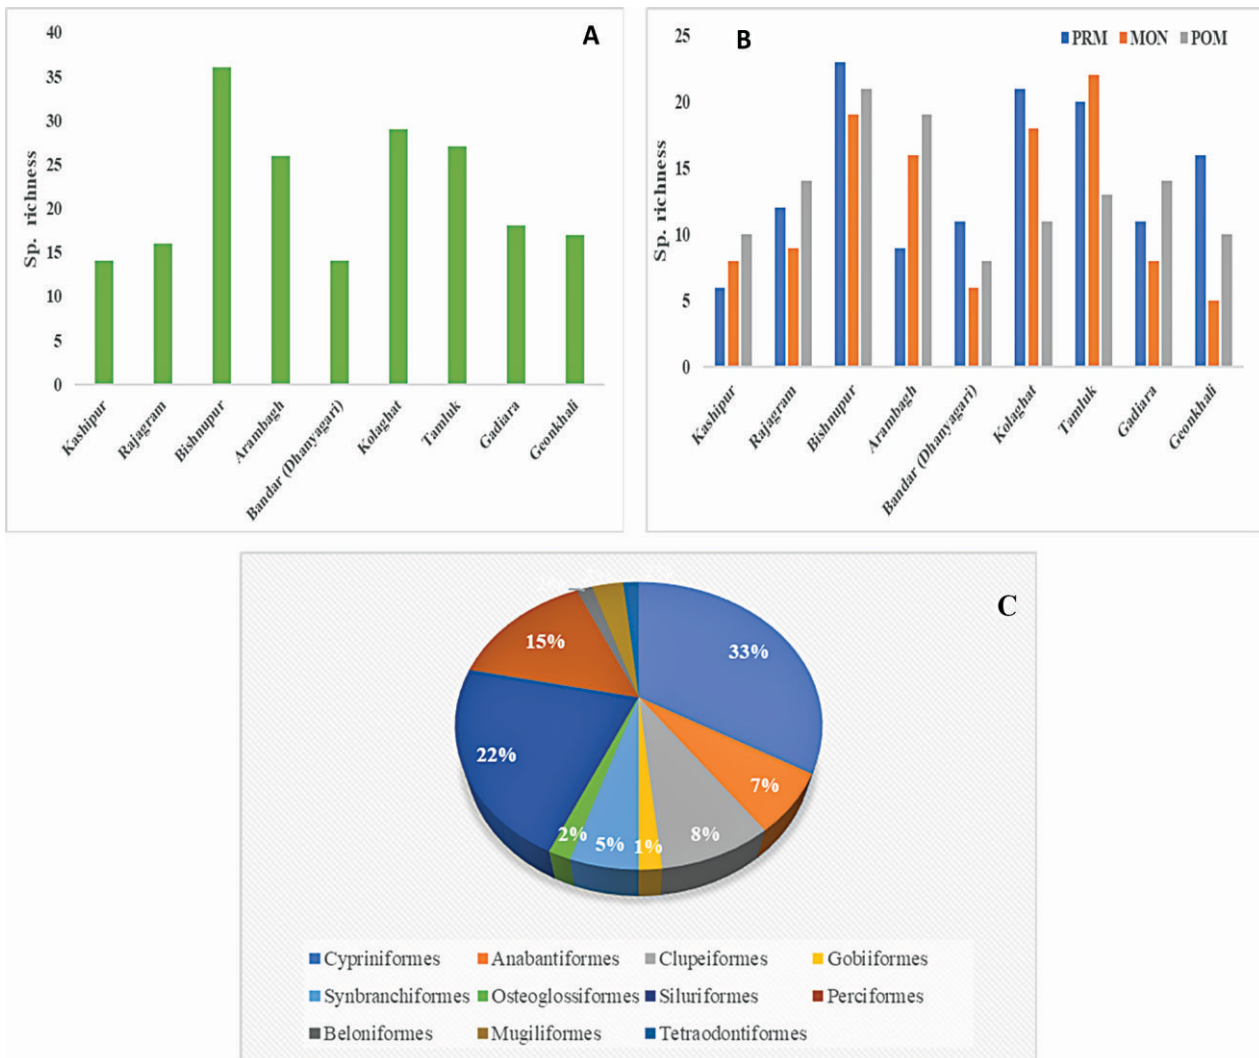 A
Sp. richness
40
35
30
25
20
15
10
5
0
Kashipur
Rajagram
Bishnupur
Arambagh
Bandar (Dhanyagari)
Kolaghat
Tamluk
Gadiara
Geonkhali
B
PRM MON POM
Sp. richness
25
20
15
10
5
0
Kashipur
Rajagram
Bishnupur
Arambagh
Bandar (Dhanyagari)
Kolaghat
Tamluk
Gadiara
Geonkhali
C
33%
7%
8%
1%
5%
2%
22%
15%
Cypriniformes Anabantiformes Clupeiformes Gobiiformes
Synbranchiformes Osteoglossiformes Siluriformes Perciformes
Beloniformes Mugiliformes Tetraodontiformes